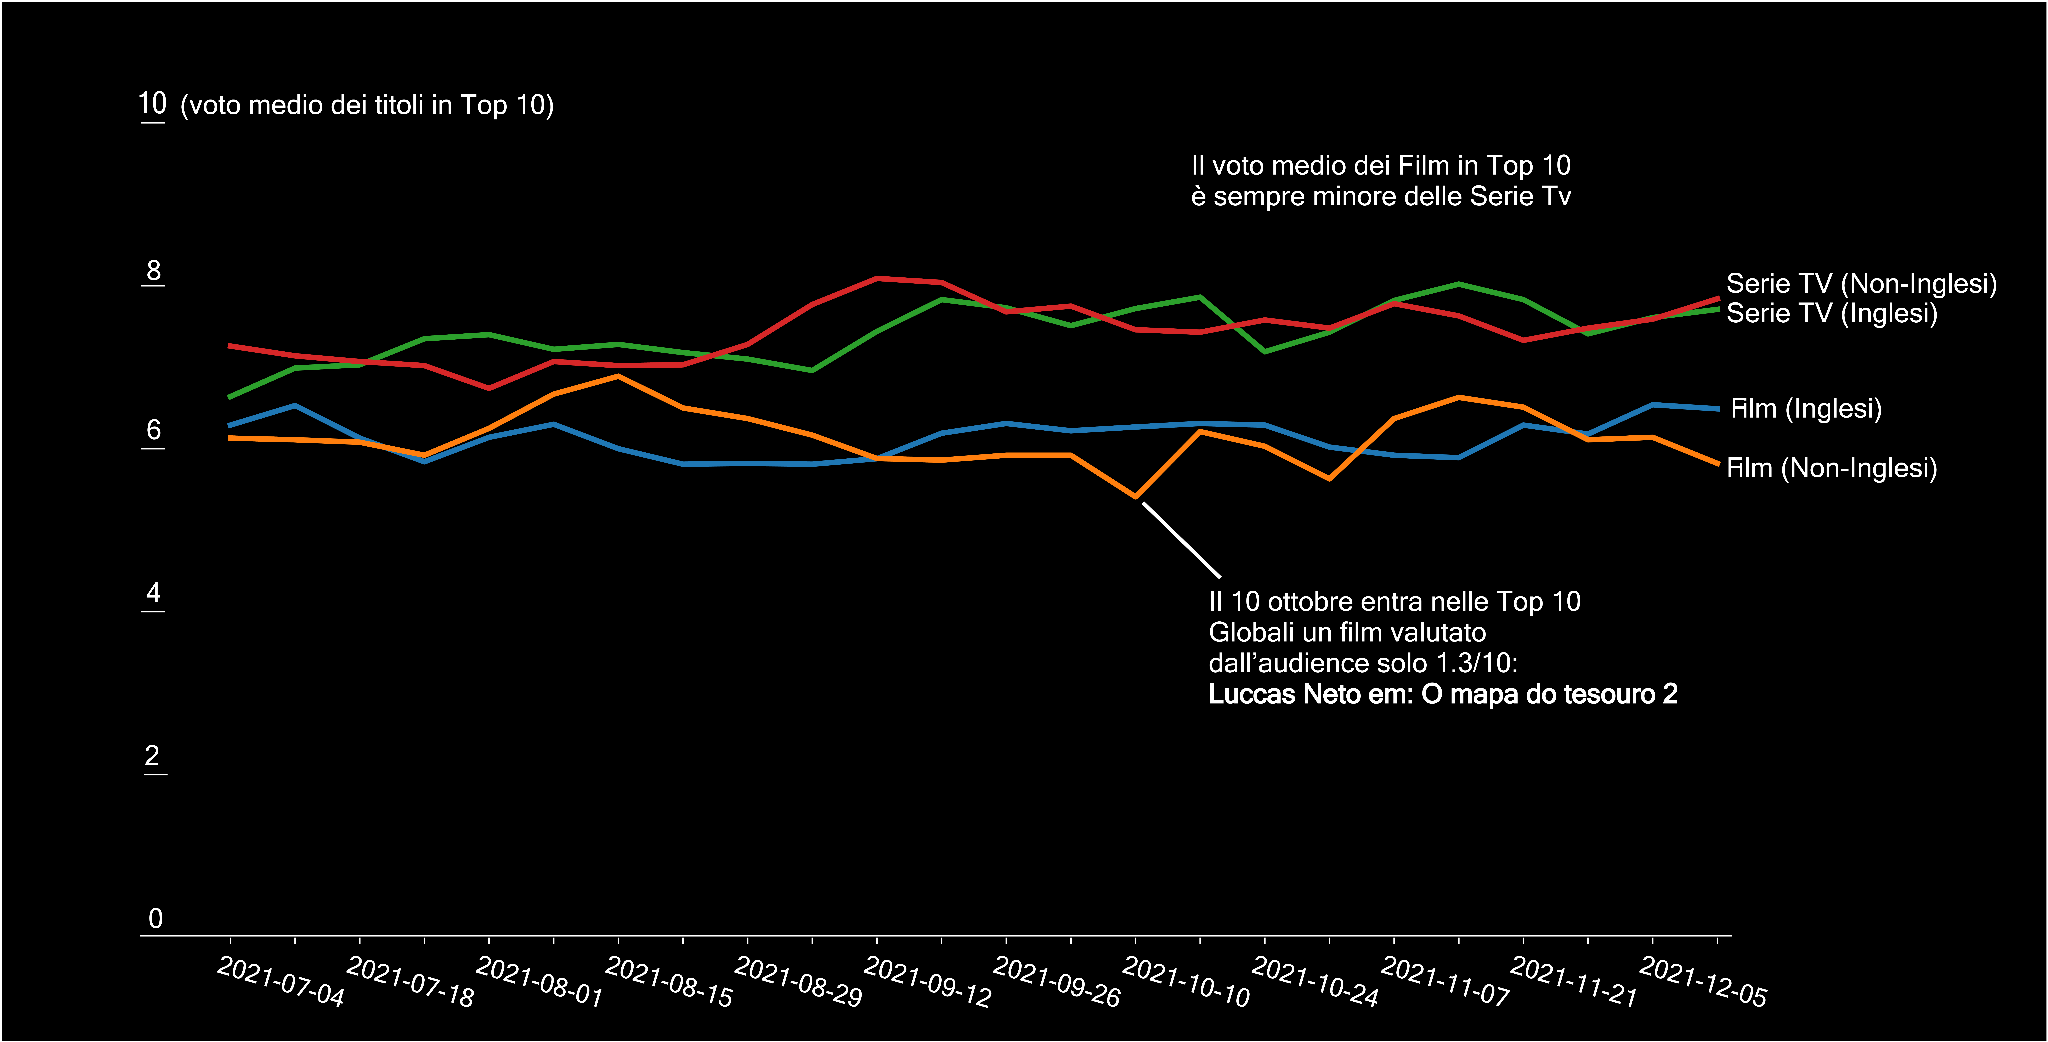 10 (voto medio dei titoli in Top 10)
Il voto medio dei Film in Top 10
è sempre minore delle Serie Tv
8
Serie TV (Non-Inglesi)
Serie TV (Inglesi)
Film (Inglesi)
6
Film (Non-Inglesi)
4
Il 10 ottobre entra nelle Top 10
Globali un film valutato
dall'audience solo 1.3/10:
Luccas Neto em: O mapa do tesouro 2
2
0
2021-07-04
2021-07-18
2021-08-01
2021-08-15
2021-08-29
2021-09-12
2021-09-26
2021-10-10
2021-10-24
2021-11-07
2021-11-21
2021-12-05